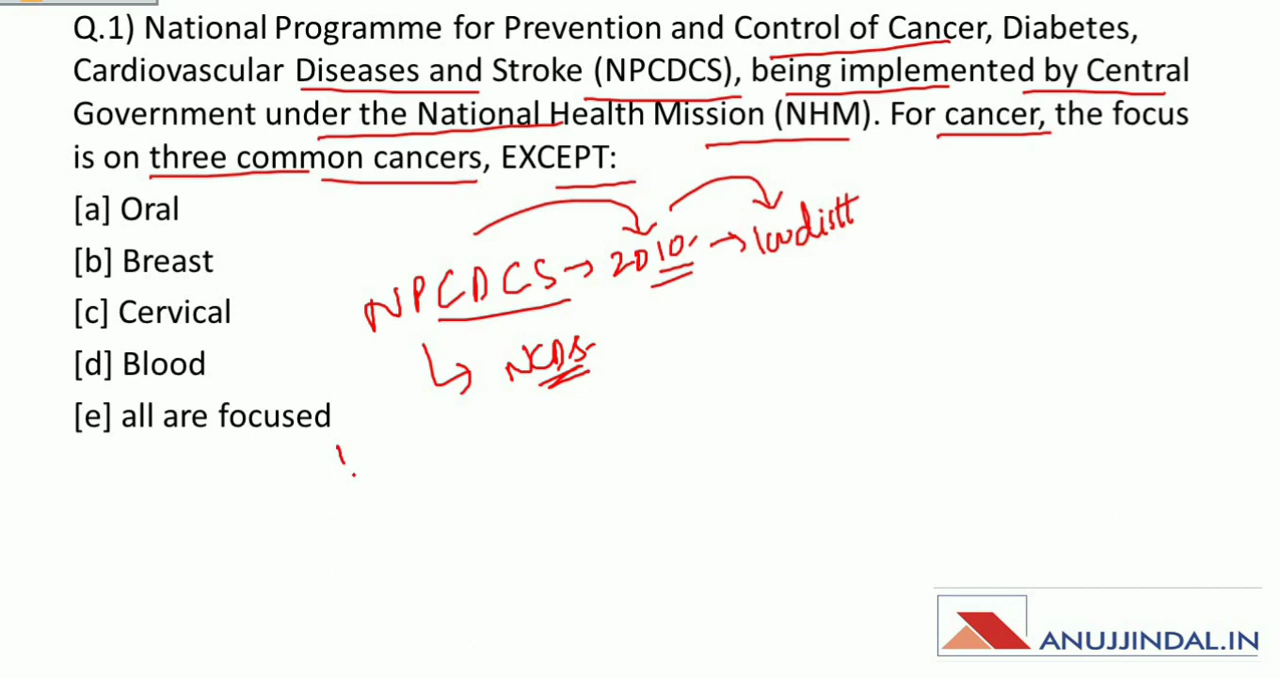 Q.1) National Programme for Prevention and Control of Cancer, Diabetes,
Cardiovascular Diseases and Stroke (NPCDCS), being implemented by Central
Government under the National Health Mission (NHM). For cancer, the focus
is on three common cancers, EXCEPT:
[a] Oral
[b] Breast
[c] Cervical
[d] Blood
[e] all are focused
NPCDCS → 2010 →
NCDs
ANUJJINDAL.IN